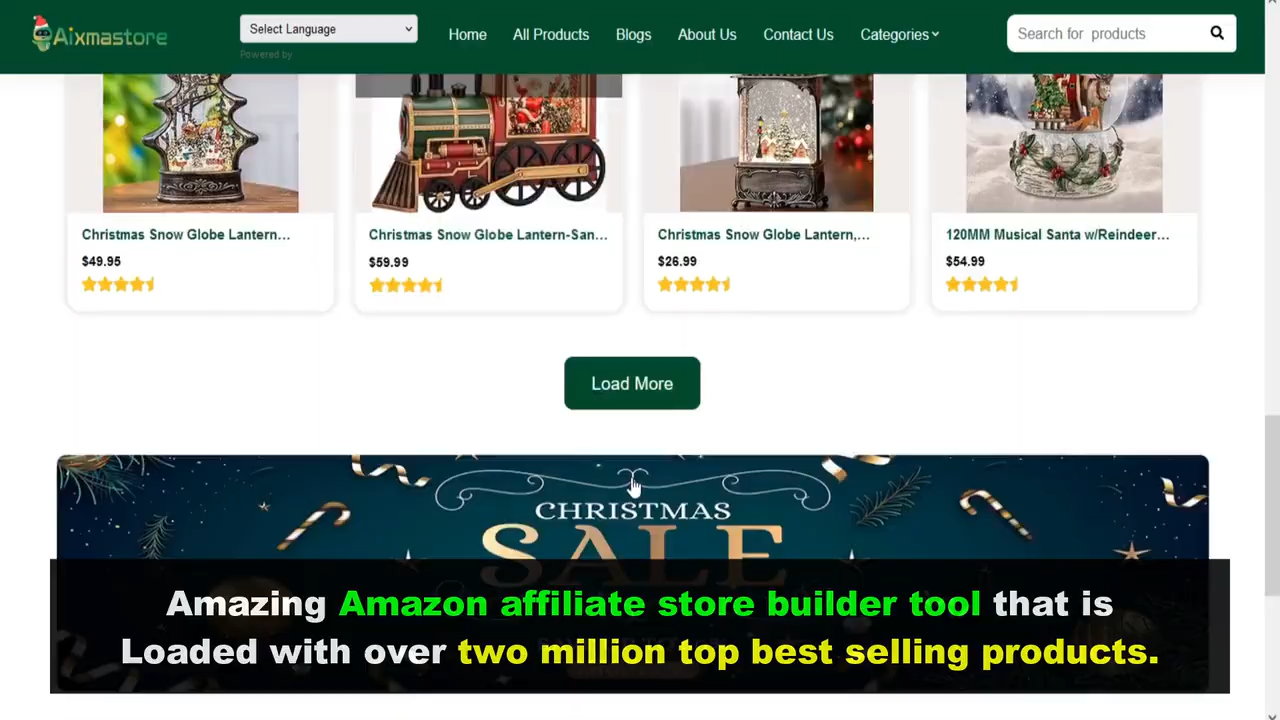 Aixmastore
Select Language
Powered by
Home
All Products
Blogs
About Us
Contact Us
Categories
Search for products
Christmas Snow Globe Lantern...
$49.95
Christmas Snow Globe Lantern-San...
$59.99
Christmas Snow Globe Lantern,...
$26.99
120MM Musical Santa w/Reindeer...
$54.99
Load More
CHRISTMAS
SALE
Amazing Amazon affiliate store builder tool that is
Loaded with over two million top best selling products.